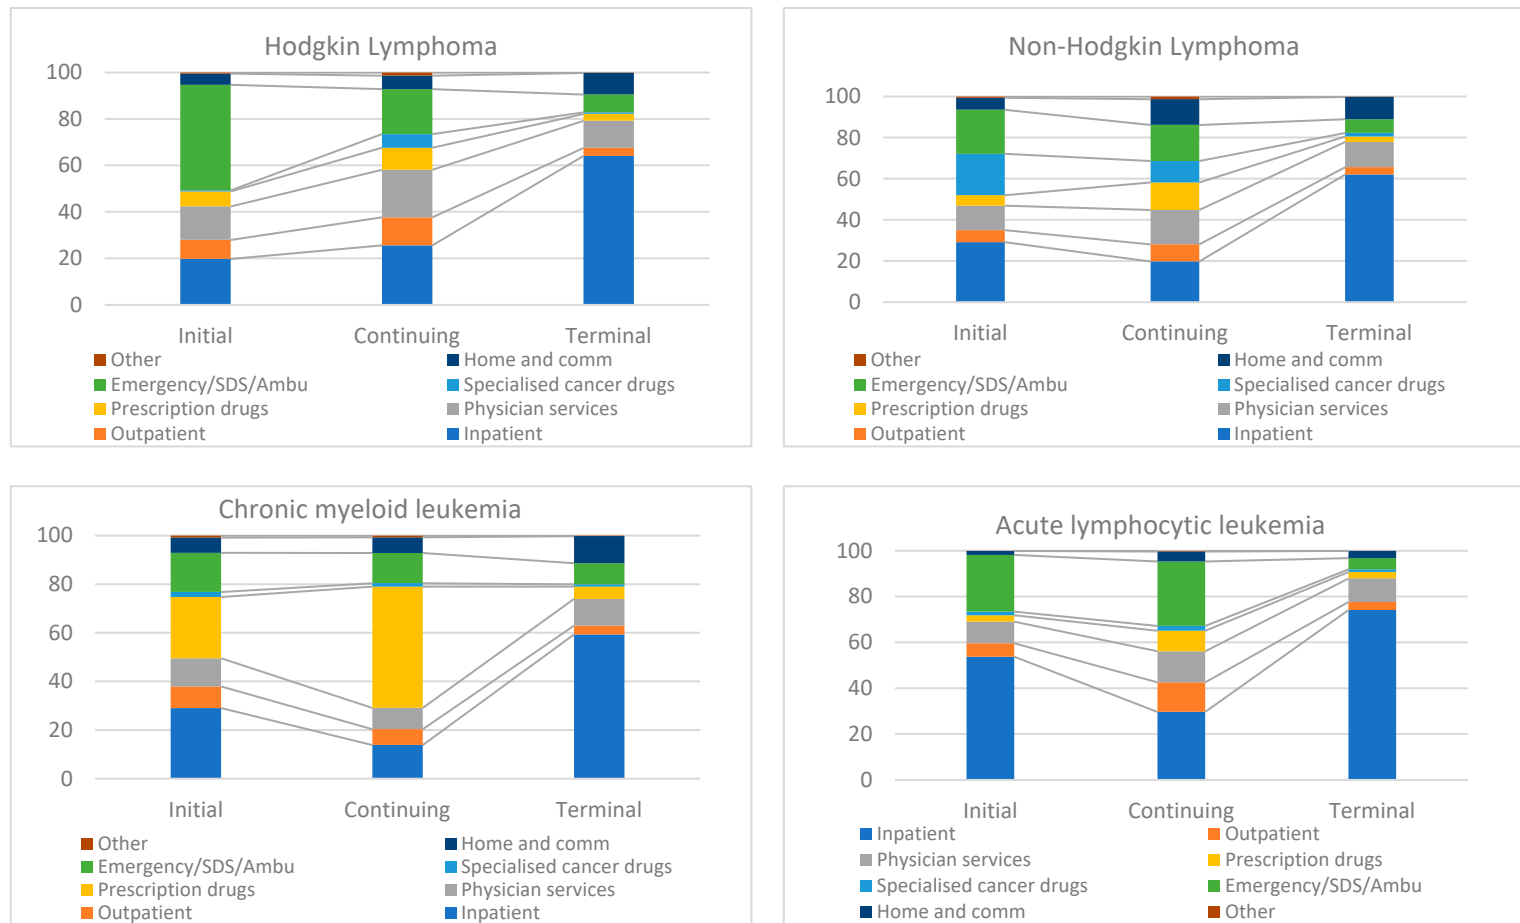 Hodgkin Lymphoma
100
80
60
40
20
0
Initial Continuing Terminal
Other Home and comm
Emergency/SDS/Ambu Specialised cancer drugs
Prescription drugs Physician services
Outpatient Inpatient
Non-Hodgkin Lymphoma
100
80
60
40
20
0
Initial Continuing Terminal
Other Home and comm
Emergency/SDS/Ambu Specialised cancer drugs
Prescription drugs Physician services
Outpatient Inpatient
Chronic myeloid leukemia
100
80
60
40
20
0
Initial Continuing Terminal
Other Home and comm
Emergency/SDS/Ambu Specialised cancer drugs
Prescription drugs Physician services
Outpatient Inpatient
Acute lymphocytic leukemia
100
80
60
40
20
0
Initial Continuing Terminal
Inpatient Outpatient
Physician services Prescription drugs
Specialised cancer drugs Emergency/SDS/Ambu
Home and comm Other